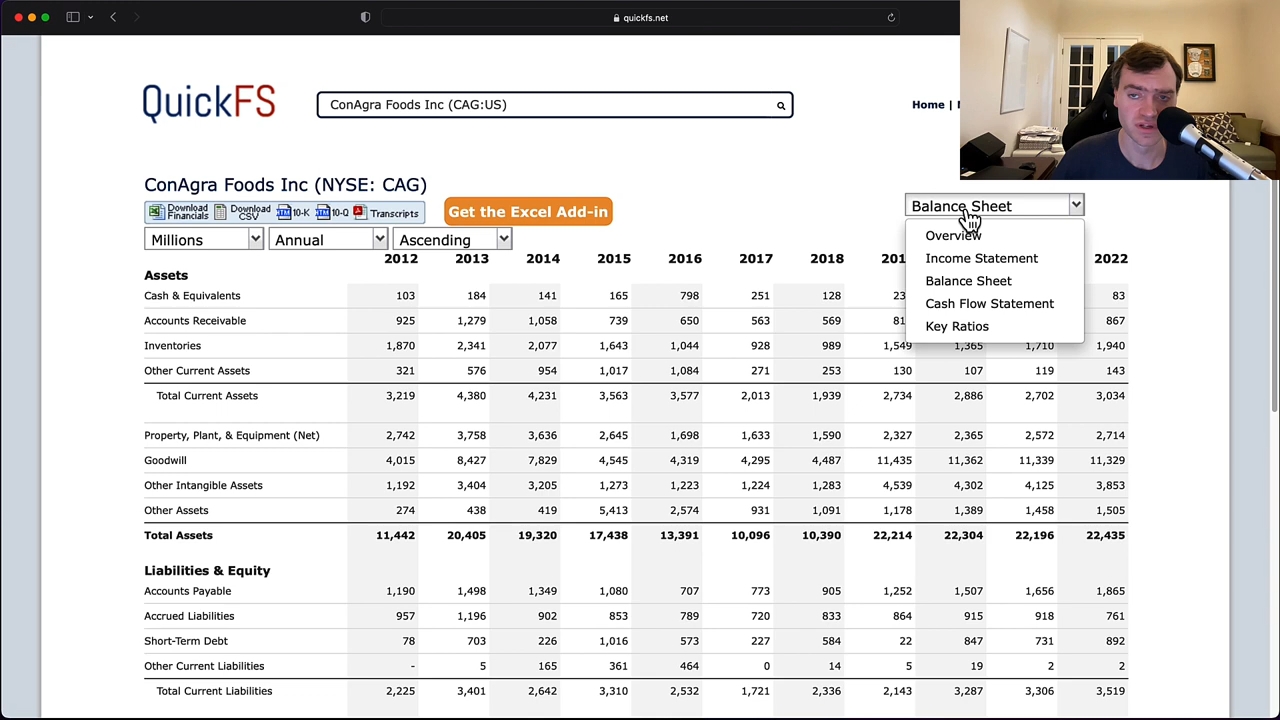 quickfs.net
QuickFS
ConAgra Foods Inc (CAG:US)
Home |
ConAgra Foods Inc (NYSE: CAG)
Download Financials Download CSV 10-K 10-Q Transcripts
Get the Excel Add-in
Balance Sheet
Overview
Income Statement
Balance Sheet
Cash Flow Statement
Key Ratios
Millions Annual Ascending
2012 2013 2014 2015 2016 2017 2018 2022
Assets
Cash & Equivalents 103 184 141 165 798 251 128 83
Accounts Receivable 925 1,279 1,058 739 650 563 569 867
Inventories 1,870 2,341 2,077 1,643 1,044 928 989 1,549 1,365 1,710 1,940
Other Current Assets 321 576 954 1,017 1,084 271 253 130 107 119 143
Total Current Assets 3,219 4,380 4,231 3,563 3,577 2,013 1,939 2,734 2,886 2,702 3,034
Property, Plant, & Equipment (Net) 2,742 3,758 3,636 2,645 1,698 1,633 1,590 2,327 2,365 2,572 2,714
Goodwill 4,015 8,427 7,829 4,545 4,319 4,295 4,487 11,435 11,362 11,339 11,329
Other Intangible Assets 1,192 3,404 3,205 1,273 1,223 1,224 1,283 4,539 4,302 4,125 3,853
Other Assets 274 438 419 5,413 2,574 931 1,091 1,178 1,389 1,458 1,505
Total Assets 11,442 20,405 19,320 17,438 13,391 10,096 10,390 22,214 22,304 22,196 22,435
Liabilities & Equity
Accounts Payable 1,190 1,498 1,349 1,080 707 773 905 1,252 1,507 1,656 1,865
Accrued Liabilities 957 1,196 902 853 789 720 833 864 915 918 761
Short-Term Debt 78 703 226 1,016 573 227 584 22 847 731 892
Other Current Liabilities - 5 165 361 464 0 14 5 19 2 2
Total Current Liabilities 2,225 3,401 2,642 3,310 2,532 1,721 2,336 2,143 3,287 3,306 3,519